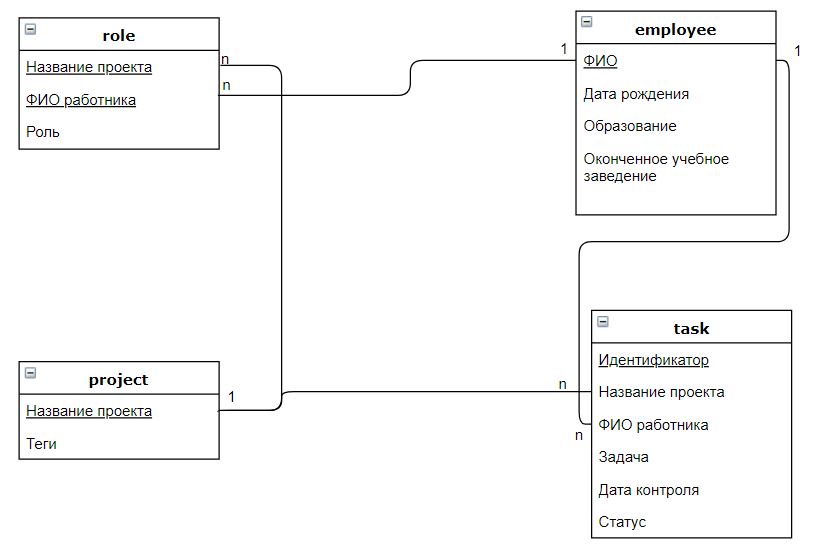 role
Название проекта
ФИО работника
Роль
n
n
1
employee
ФИО
Дата рождения
Образование
Оконченное учебное
заведение
1
project
Название проекта
Теги
1
n
n
task
Идентификатор
Название проекта
ФИО работника
Задача
Дата контроля
Статус